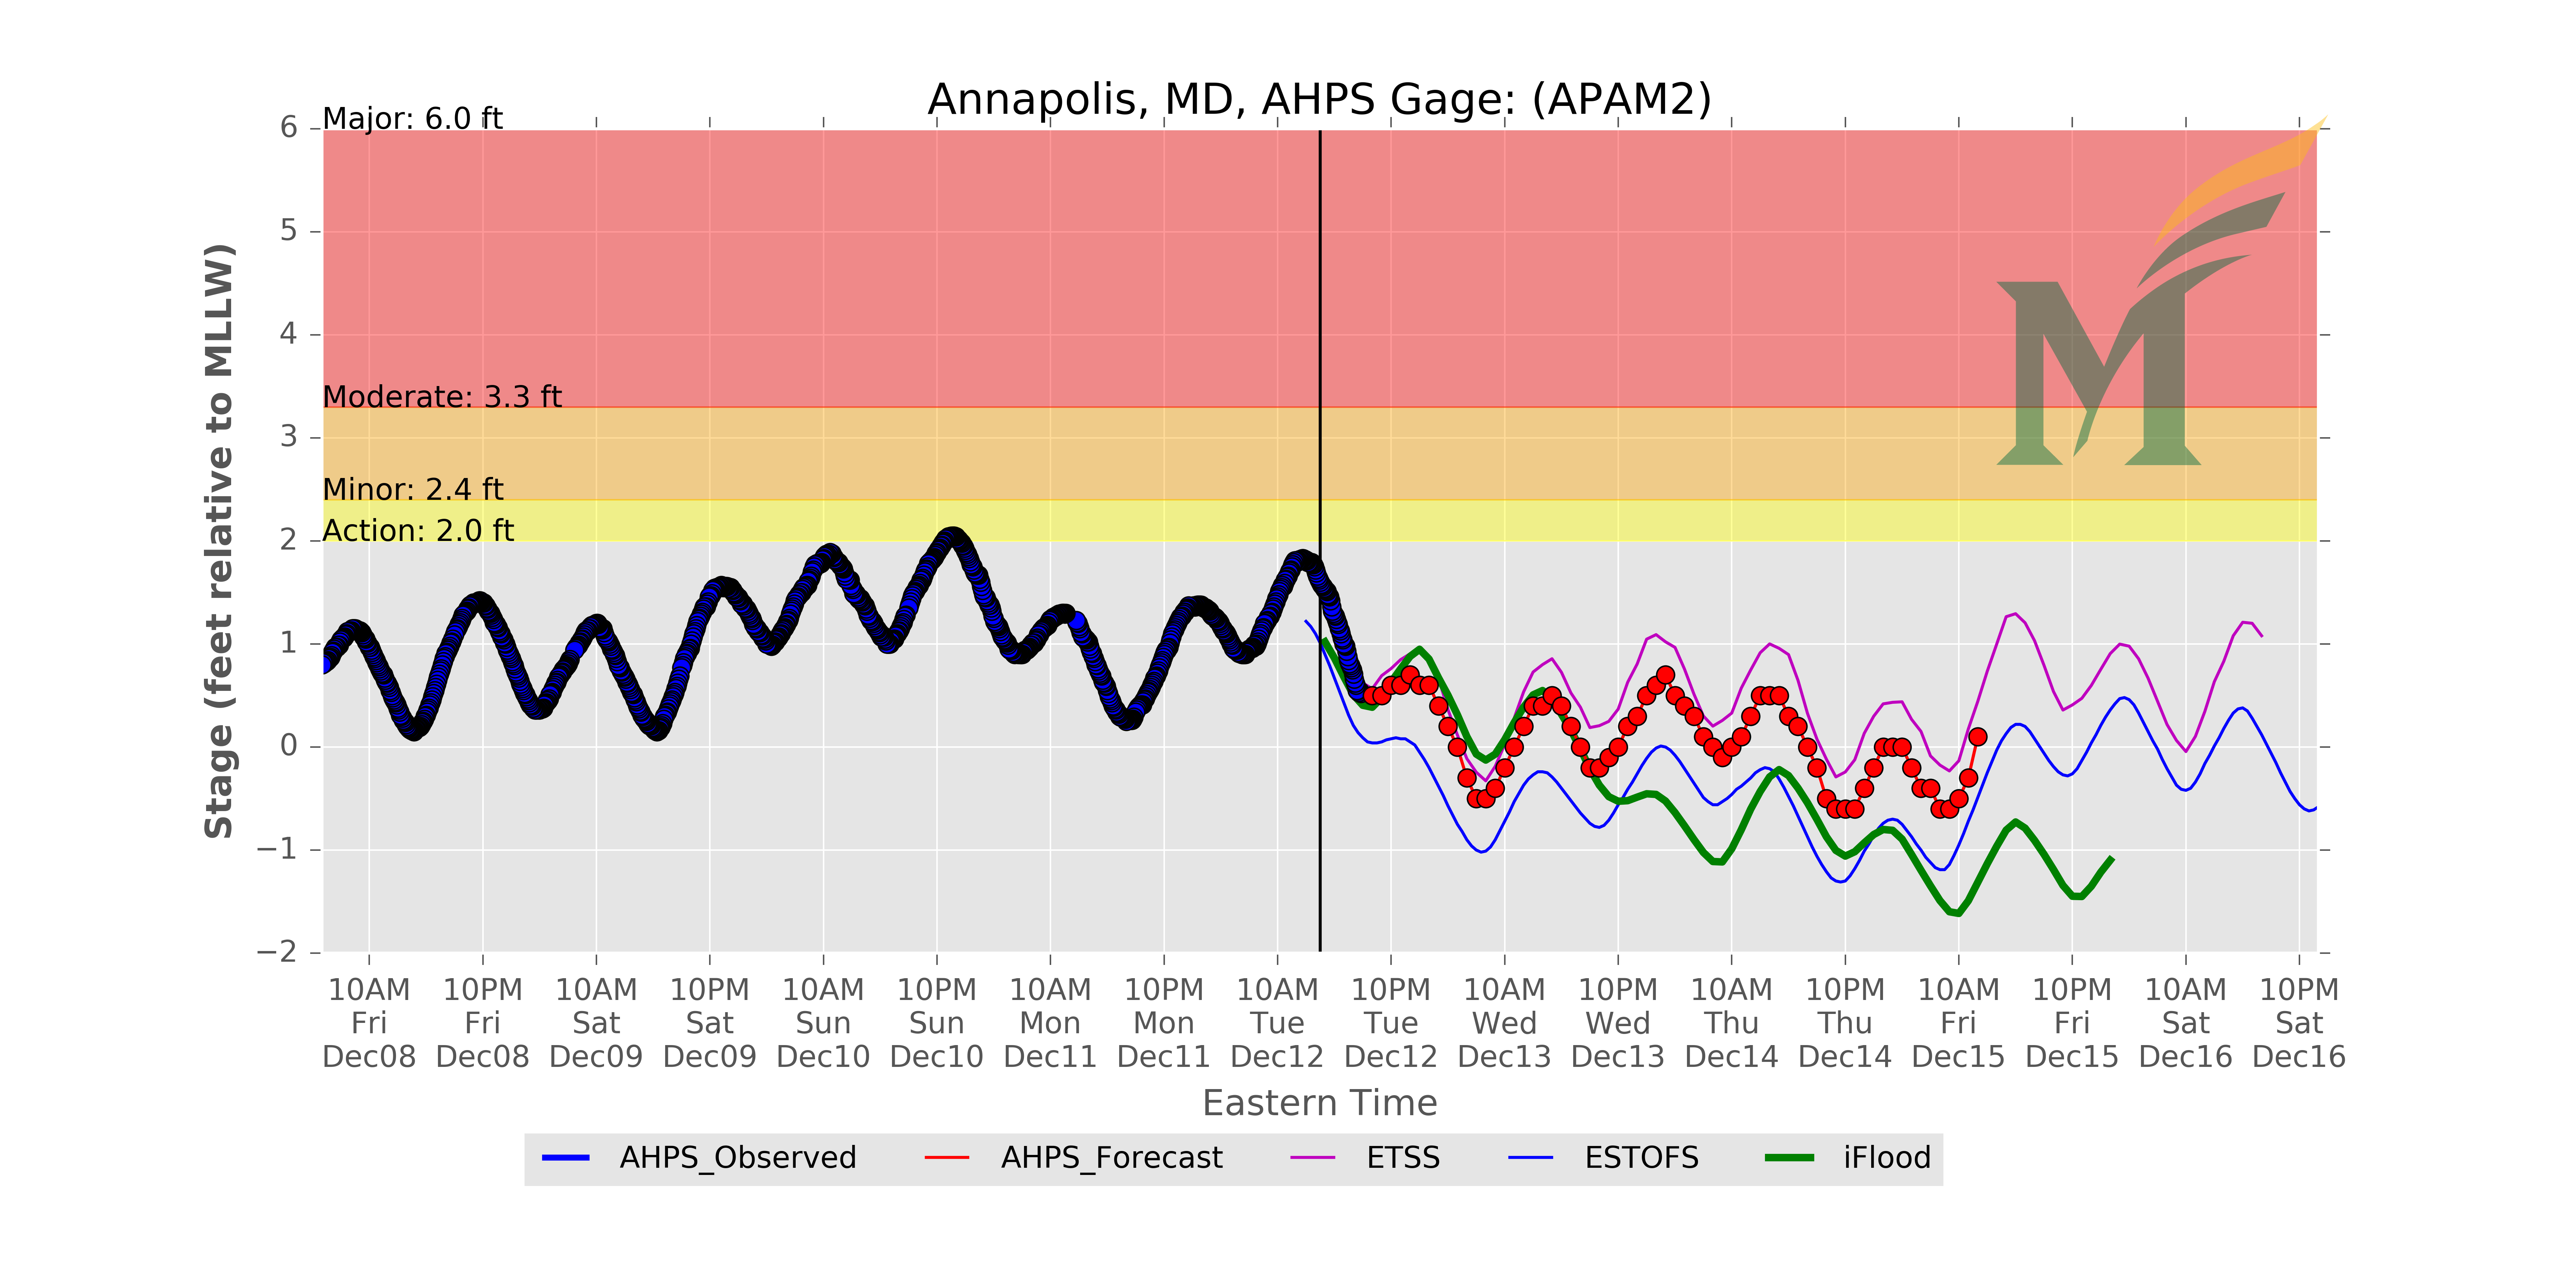 Annapolis, MD, AHPS Gage: (APAM2)
Major: 6.0 ft
Moderate: 3.3 ft
Minor: 2.4 ft
Action: 2.0 ft
Stage (feet relative to MLLW)
6
5
4
3
2
1
0
−1
−2
10AM 10PM 10AM 10PM 10AM 10PM 10AM 10PM 10AM 10PM 10AM 10PM 10AM 10PM 10AM 10PM 10AM 10PM
Fri Fri Sat Sat Sun Sun Mon Mon Tue Tue Wed Wed Thu Thu Fri Fri Sat Sat
Dec08 Dec08 Dec09 Dec09 Dec10 Dec10 Dec11 Dec11 Dec12 Dec12 Dec13 Dec13 Dec14 Dec14 Dec15 Dec15 Dec16 Dec16
Eastern Time
AHPS_Observed AHPS_Forecast ETSS ESTOFS iFlood
M